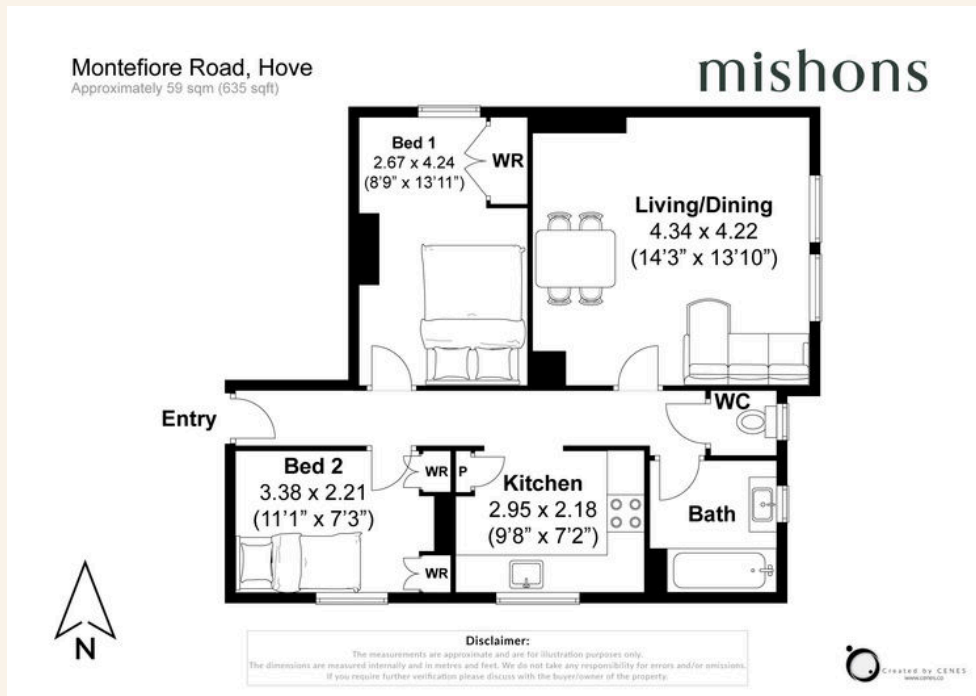 Montefiore Road, Hove
Approximately 59 sqm (635 sqft)
mishons
Bed 1
2.67 x 4.24
(8'9" x 13'11")
WR
Living/Dining
4.34 x 4.22
(14'3" x 13'10")
Entry
WC
Bed 2
3.38 x 2.21
(11'1" x 7'3")
WR
WR
P
Kitchen
2.95 x 2.18
(9'8" x 7'2")
Bath
N
Disclaimer:
The measurements are approximate and are for illustration purposes only.
The dimensions are measured internally and in metres and feet. We do not take any responsibility for errors and/or omissions.
If you require further verification please discuss with the buyer/owner of the property.
Created by CENES
www.cenes.co